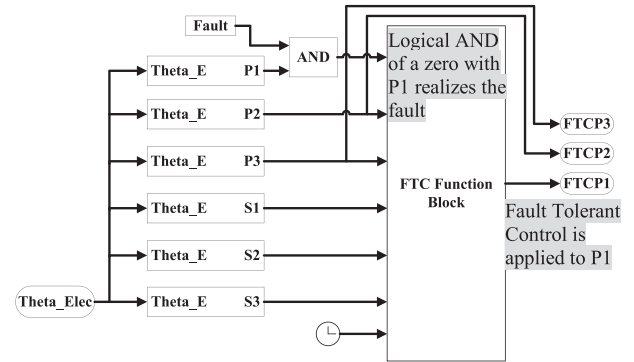 Fault
AND
Theta_E P1
Theta_E P2
Theta_E P3
Theta_E S1
Theta_E S2
Theta_E S3
Theta_Elec
Logical AND
of a zero with
P1 realizes the
fault
FTC Function
Block
FTCP3
FTCP2
FTCP1
Fault Tolerant
Control is
applied to P1